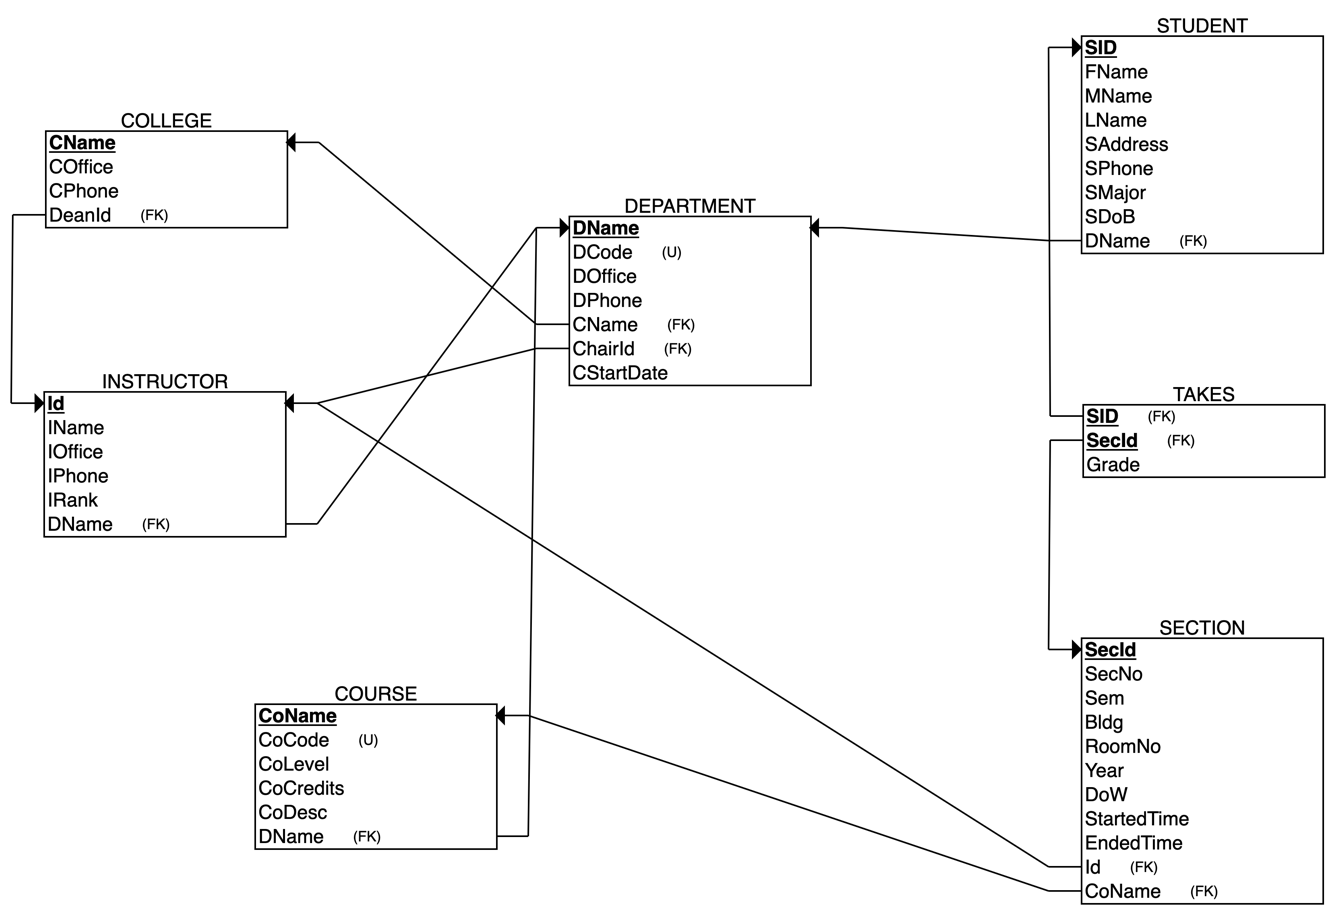 COLLEGE
CName
COffice
CPhone
DeanId (FK)
INSTRUCTOR
Id
IName
IOffice
IPhone
IRank
DName (FK)
COURSE
CoName
CoCode (U)
CoLevel
CoCredits
CoDesc
DName (FK)
DEPARTMENT
DName
DCode (U)
DOffice
DPhone
CName (FK)
ChairId (FK)
CStartDate
STUDENT
SID
FName
MName
LName
SAddress
SPhone
SMajor
SDoB
DName (FK)
TAKES
SID (FK)
SecId (FK)
Grade
SECTION
SecId
SecNo
Sem
Bldg
RoomNo
Year
DoW
StartedTime
EndedTime
Id (FK)
CoName (FK)